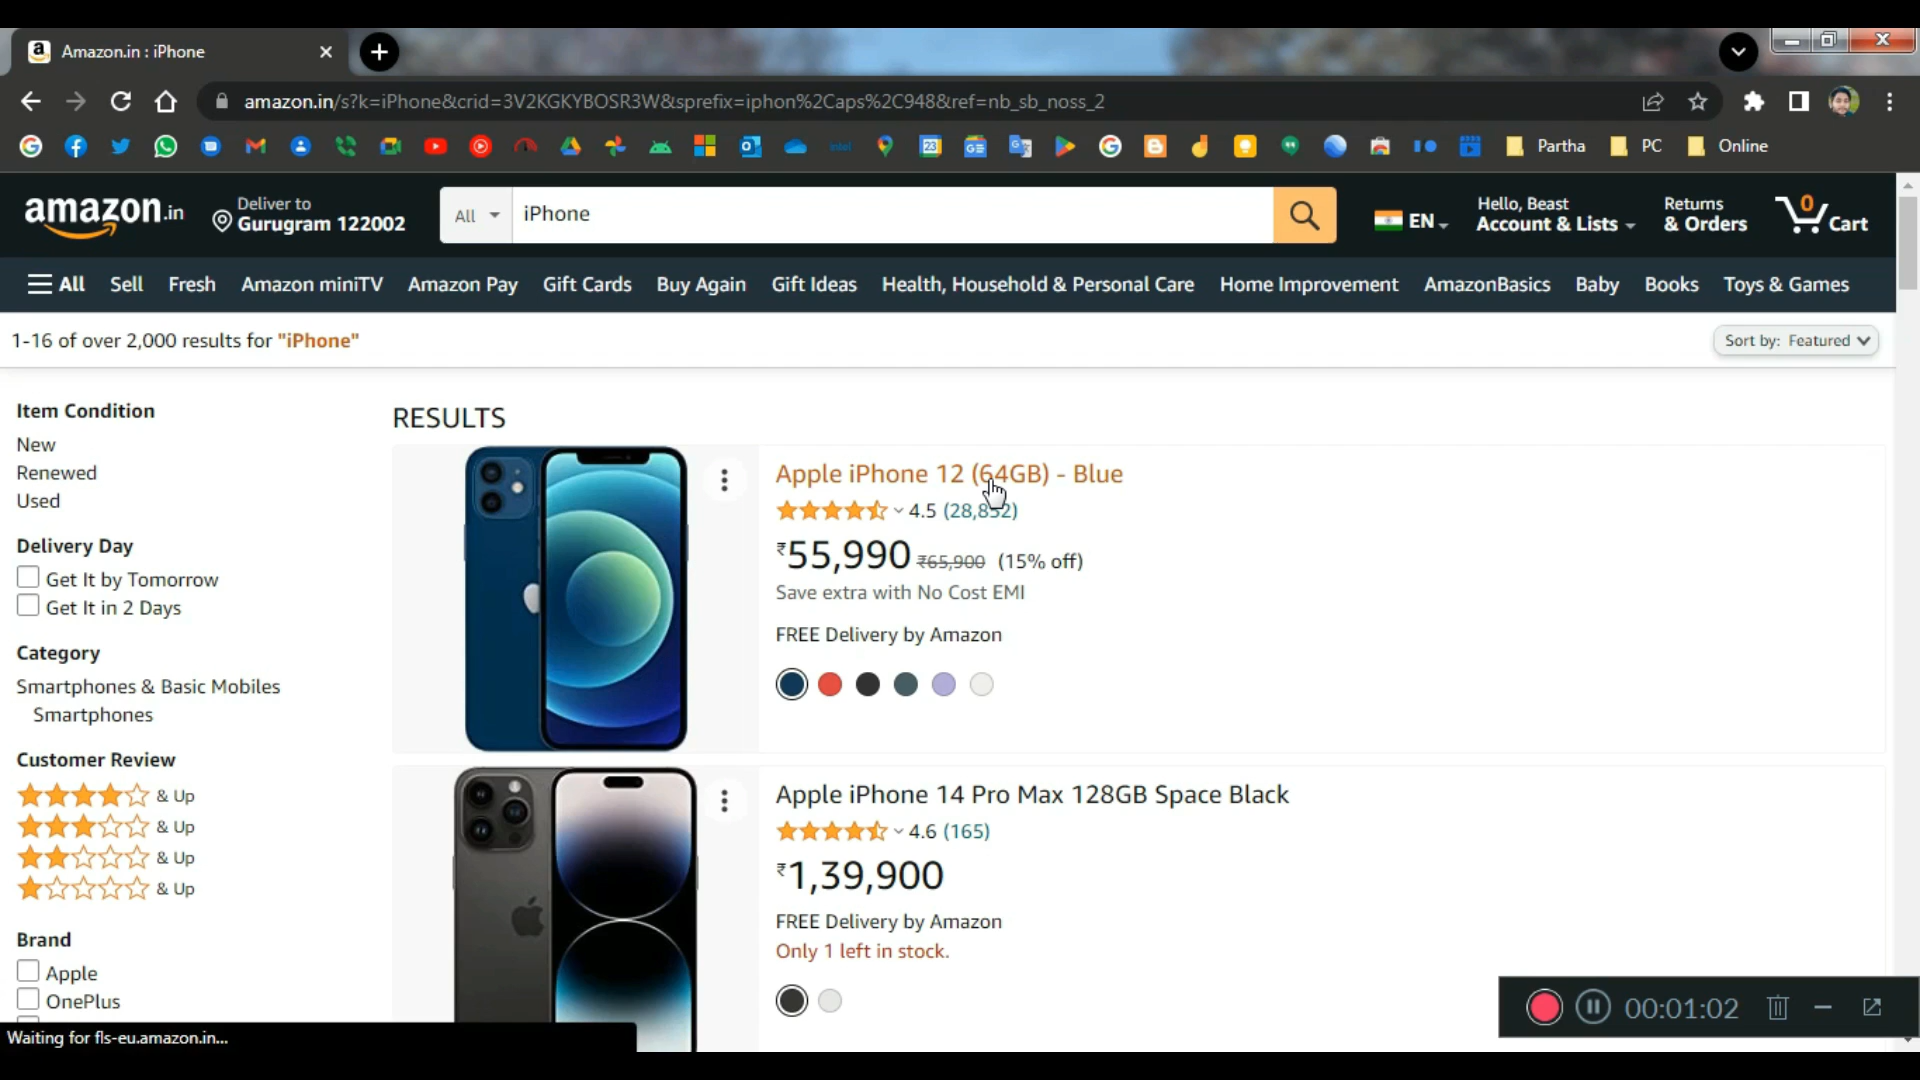 Amazon.in : iPhone
amazon.in/s?k=iPhone&crid=3V2KGKYBOSR3W&sprefix=iphon%2Caps%2C948&ref=nb_sb_noss_2
Partha PC Online
amazon.in
Deliver to
Gurugram 122002
All
iPhone
EN
Hello, Beast
Account & Lists
Returns
& Orders
0
Cart
All Sell Fresh Amazon miniTV Amazon Pay Gift Cards Buy Again Gift Ideas Health, Household & Personal Care Home Improvement AmazonBasics Baby Books Toys & Games
1-16 of over 2,000 results for "iPhone"
Sort by: Featured
Item Condition
New
Renewed
Used
Delivery Day
Get It by Tomorrow
Get It in 2 Days
Category
Smartphones & Basic Mobiles
Smartphones
Customer Review
& Up
& Up
& Up
& Up
Brand
Apple
OnePlus
RESULTS
Apple iPhone 12 (64GB) - Blue
4.5 (28,832)
₹55,990 ₹65,900 (15% off)
Save extra with No Cost EMI
FREE Delivery by Amazon
Apple iPhone 14 Pro Max 128GB Space Black
4.6 (165)
₹1,39,900
FREE Delivery by Amazon
Only 1 left in stock.
Waiting for fls-eu.amazon.in...
00:01:02